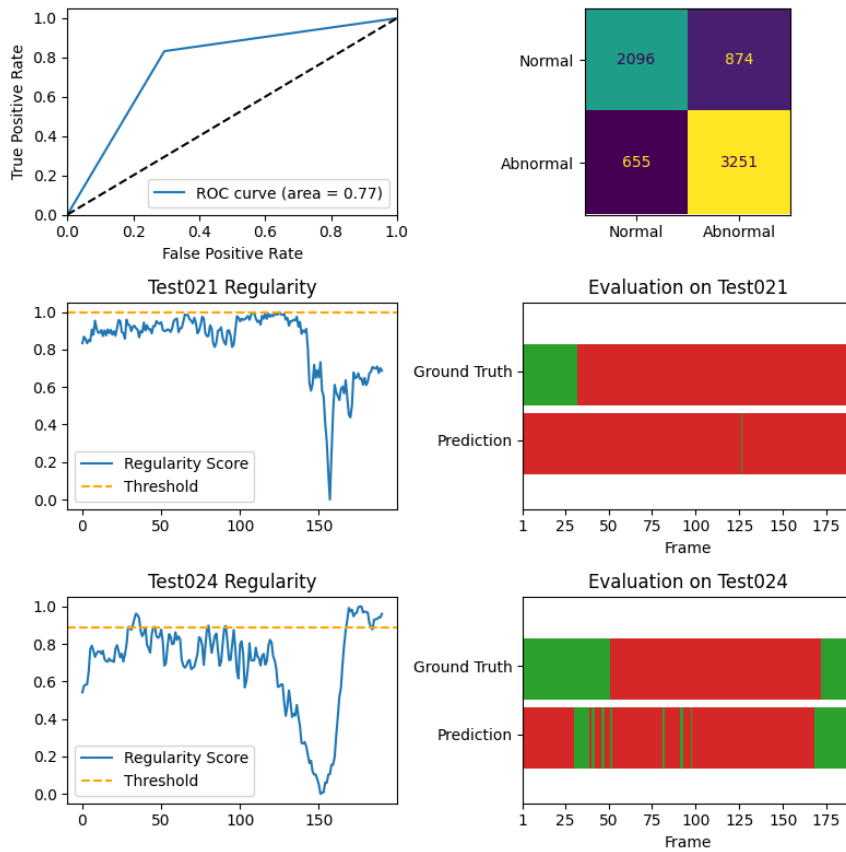 True Positive Rate
1.0
0.8
0.6
0.4
0.2
0.0
ROC curve (area = 0.77)
0.0 0.2 0.4 0.6 0.8 1.0
False Positive Rate
Normal
Abnormal
2096 874
655 3251
Normal Abnormal
Test021 Regularity
1.0
0.8
0.6
0.4
0.2
0.0
Regularity Score
Threshold
0 50 100 150
Evaluation on Test021
Ground Truth
Prediction
1 25 50 75 100 125 150 175
Frame
Test024 Regularity
1.0
0.8
0.6
0.4
0.2
0.0
Regularity Score
Threshold
0 50 100 150
Evaluation on Test024
Ground Truth
Prediction
1 25 50 75 100 125 150 175
Frame